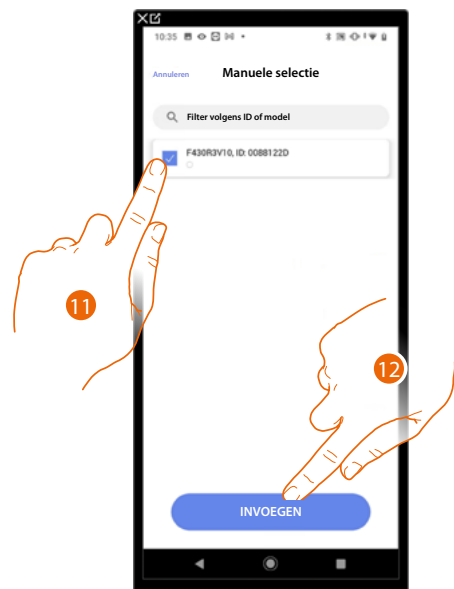 10:35
Annuleren Manuele selectie
Filter volgens ID of model
F430R3V10, ID: 0088122D
11
12
INVOEGEN